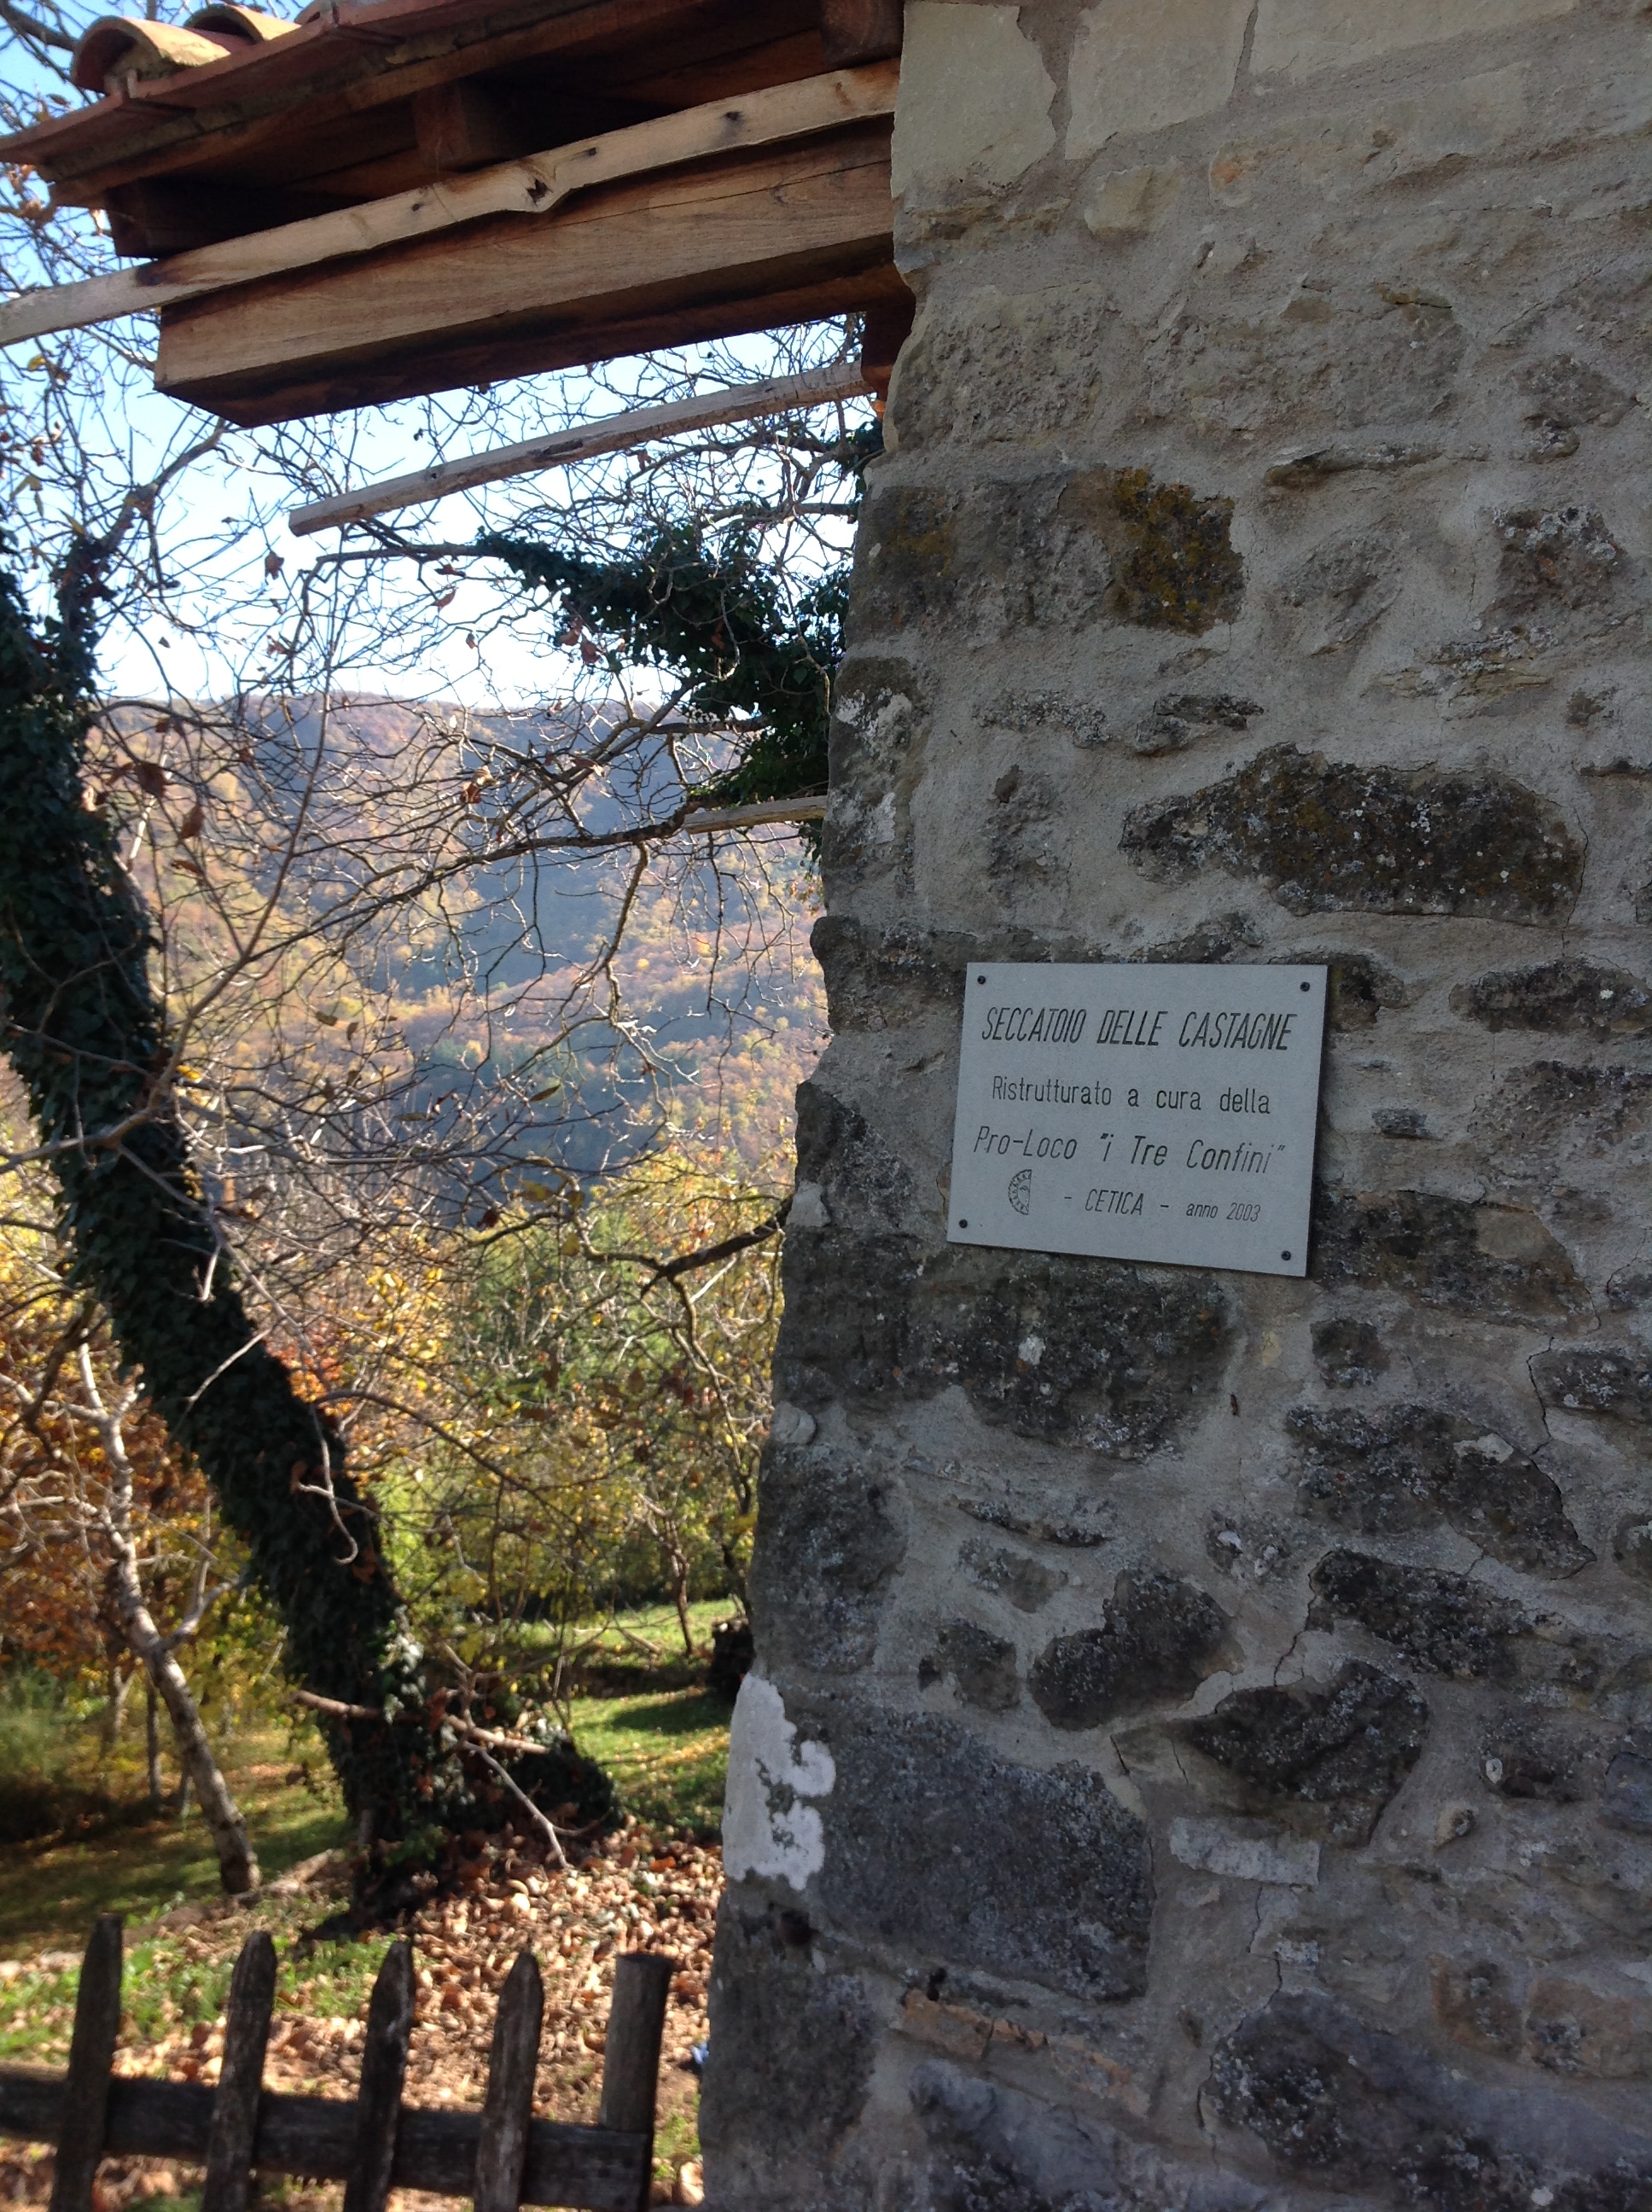 SECCATOIO DELLE CASTAGNE
Ristrutturato a cura della
Pro-Loco "i Tre Confini"
- CETICA - anno 2003